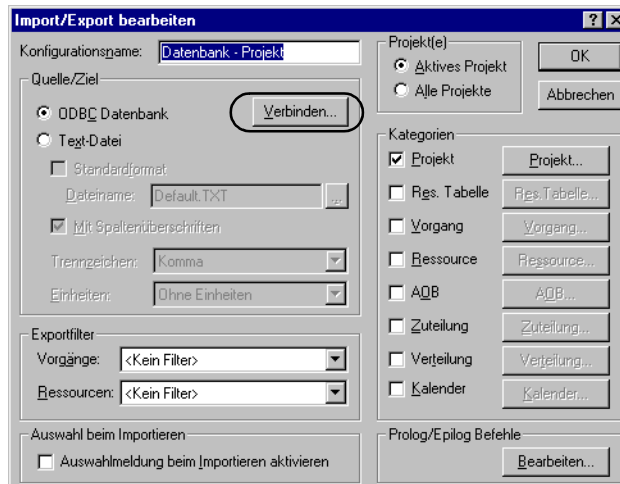 Import/Export bearbeiten
Konfigurationsname: Datenbank - Projekt
Quelle/Ziel
ODBC Datenbank Verbinden...
Text-Datei
Standardformat
Dateiname: Default.TXT ...
Mit Spaltenüberschriften
Trennzeichen: Komma
Einheiten: Ohne Einheiten
Exportfilter
Vorgänge: <Kein Filter>
Ressourcen: <Kein Filter>
Auswahl beim Importieren
Auswahlmeldung beim Importieren aktivieren
Projekt(e)
Aktives Projekt
Alle Projekte
OK
Abbrechen
Kategorien
Projekt Projekt...
Res. Tabelle Res.Tabelle...
Vorgang Vorgang...
Ressource Ressource...
AOB AOB...
Zuteilung Zuteilung...
Verteilung Verteilung...
Kalender Kalender...
Prolog/Epilog Befehle
Bearbeiten...